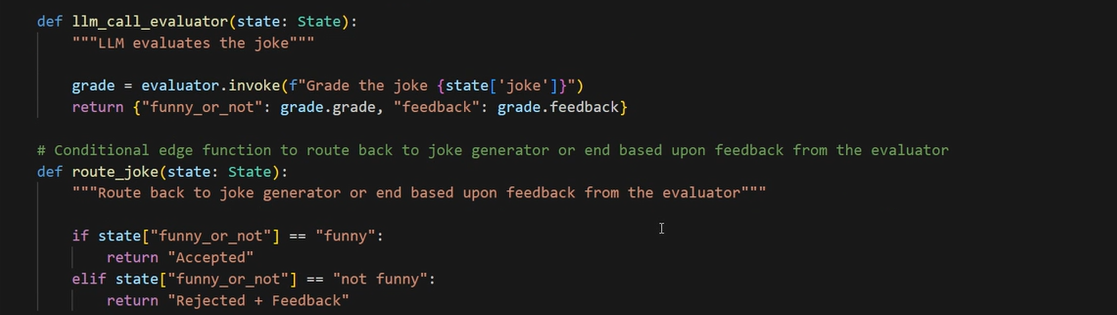 def llm_call_evaluator(state: State):
    """LLM evaluates the joke"""

    grade = evaluator.invoke(f"Grade the joke {state['joke']}")
    return {"funny_or_not": grade.grade, "feedback": grade.feedback}

# Conditional edge function to route back to joke generator or end based upon feedback from the evaluator
def route_joke(state: State):
    """Route back to joke generator or end based upon feedback from the evaluator"""

    if state["funny_or_not"] == "funny":
        return "Accepted"
    elif state["funny_or_not"] == "not funny":
        return "Rejected + Feedback"